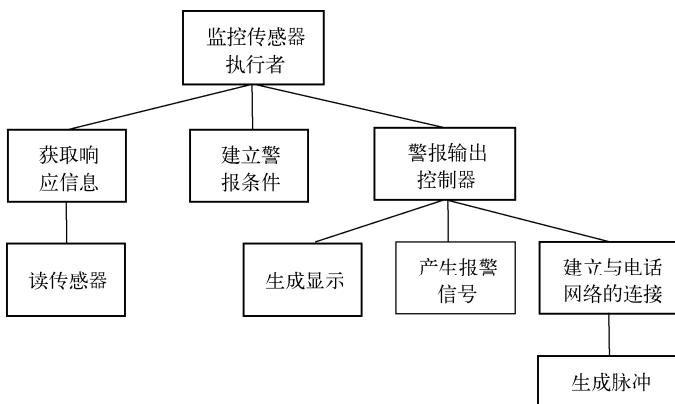 监控传感器
执行者
获取响
应信息
建立警
报条件
警报输出
控制器
读传感器
生成显示
产生报警
信号
建立与电话
网络的连接
生成脉冲